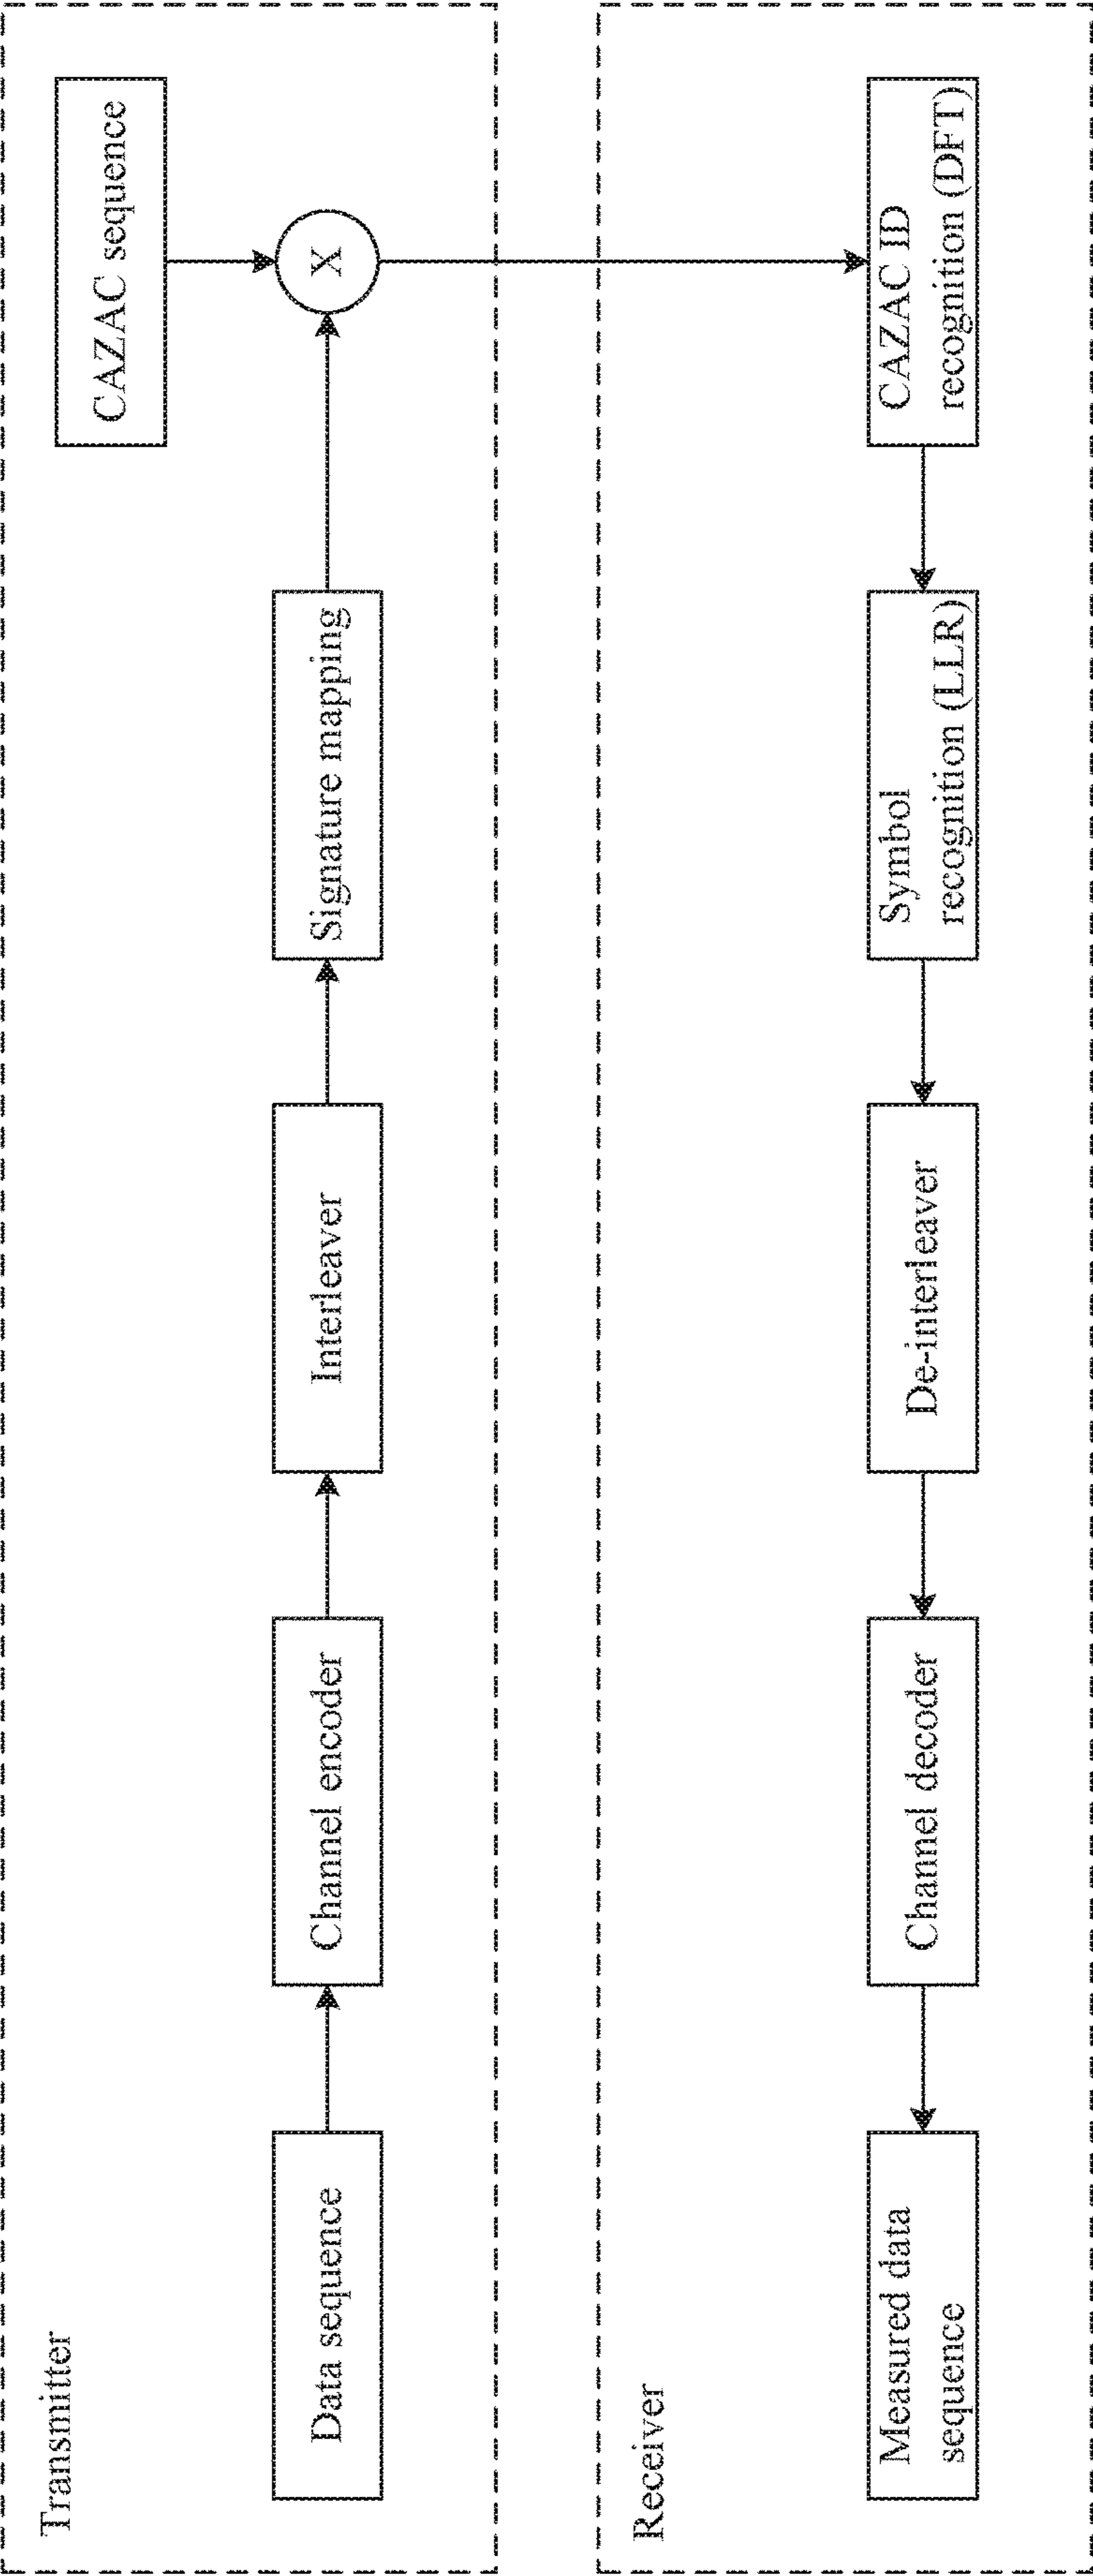 Transmitter
CAZAC sequence
Data sequence
Channel encoder
Interleaver
Signature mapping
X
Receiver
Measured data
sequence
Channel decoder
De-interleaver
Symbol
recognition (LLR)
CAZAC ID
recognition (DFT)